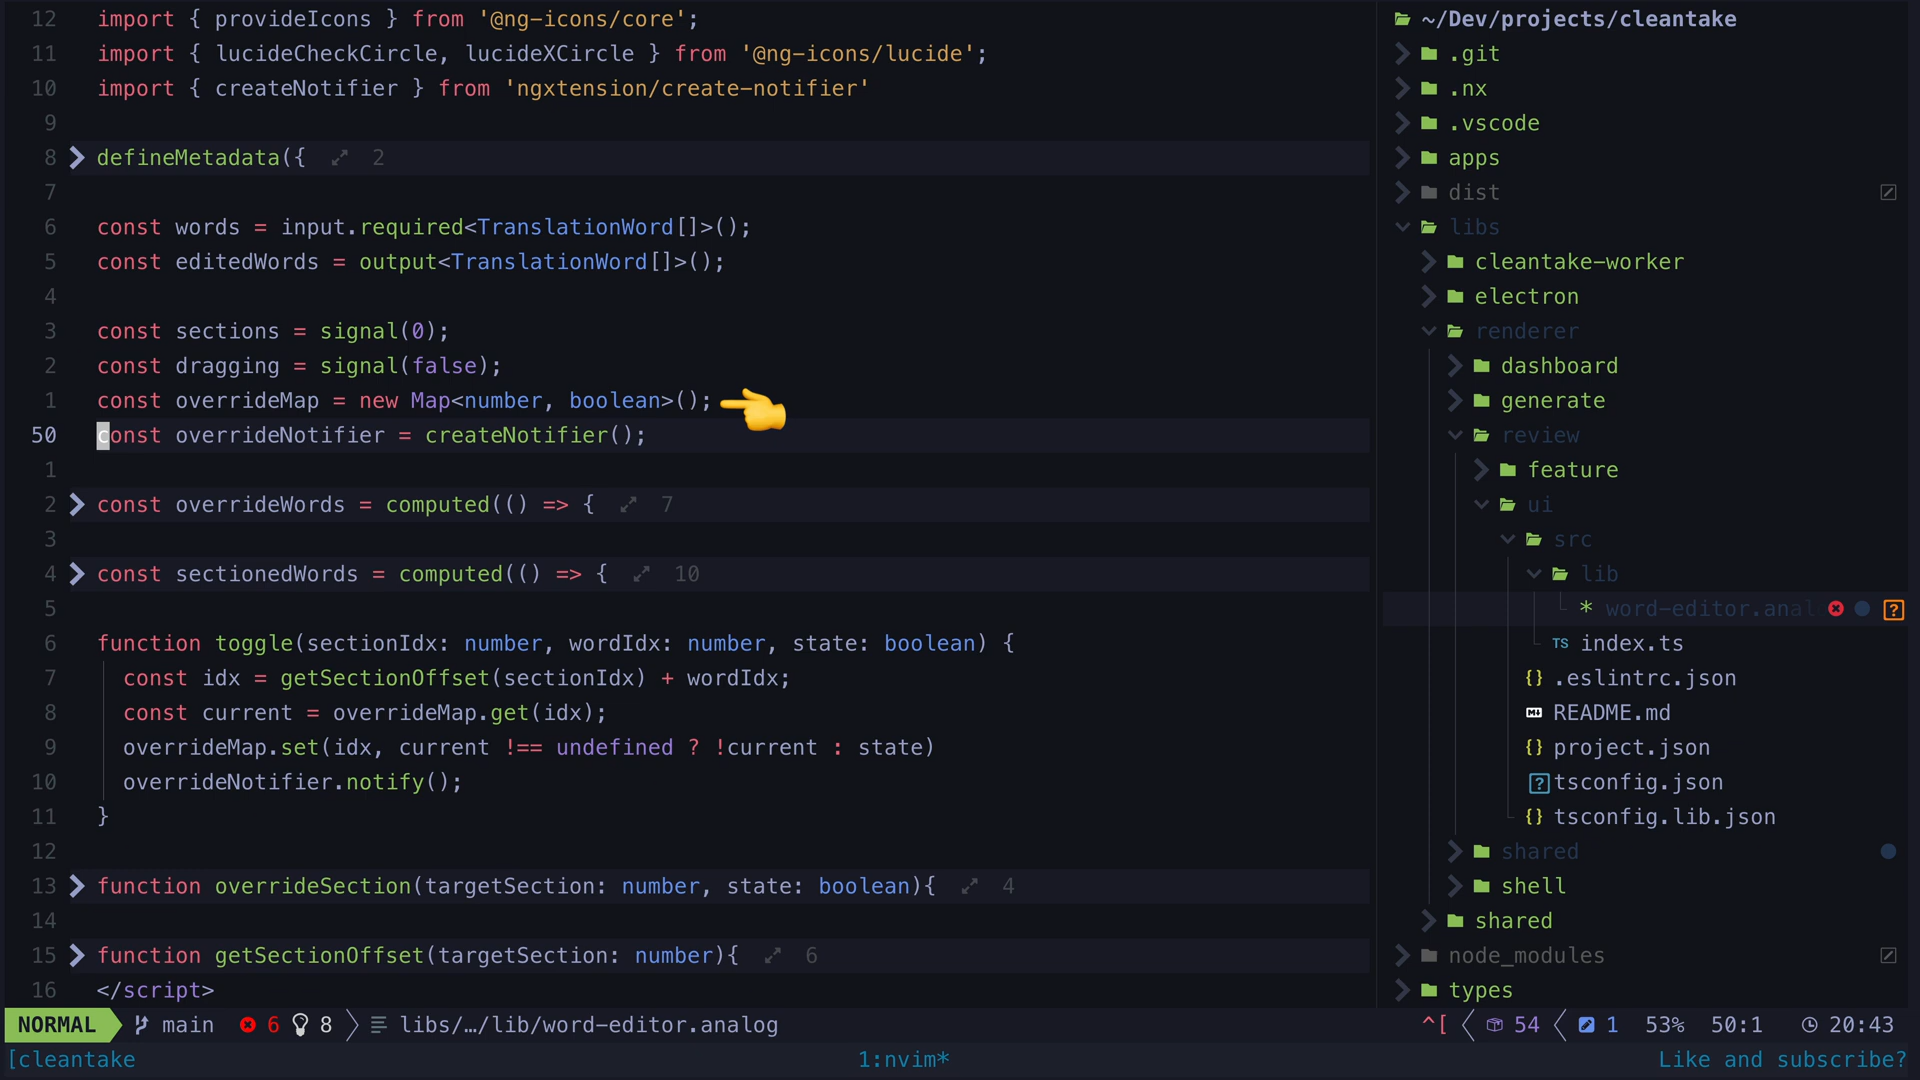 12 import { provideIcons } from '@ng-icons/core';
11 import { lucideCheckCircle, lucideXCircle } from '@ng-icons/lucide';
10 import { createNotifier } from 'ngxtension/create-notifier'
9
8 defineMetadata({ 2
7
6 const words = input.required<TranslationWord[]>();
5 const editedWords = output<TranslationWord[]>();
4
3 const sections = signal(0);
2 const dragging = signal(false);
1 const overrideMap = new Map<number, boolean>();
50 const overrideNotifier = createNotifier();
1
2 const overrideWords = computed(() => { 7
3
4 const sectionedWords = computed(() => { 10
5
6 function toggle(sectionIdx: number, wordIdx: number, state: boolean) {
7 const idx = getSectionOffset(sectionIdx) + wordIdx;
8 const current = overrideMap.get(idx);
9 overrideMap.set(idx, current !== undefined ? !current : state)
10 overrideNotifier.notify();
11 }
12
13 function overrideSection(targetSection: number, state: boolean){ 4
14
15 function getSectionOffset(targetSection: number){ 6
16 </script>
~/Dev/projects/cleantake
.git
.nx
.vscode
apps
dist
libs
cleantake-worker
electron
renderer
dashboard
generate
review
feature
ui
src
lib
* word-editor.anal ?
TS index.ts
{} .eslintrc.json
README.md
{} project.json
? tsconfig.json
{} tsconfig.lib.json
shared
shell
shared
node_modules
types
NORMAL main 6 8 libs/…/lib/word-editor.analog ^[ 54 1 53% 50:1 20:43
[cleantake 1:nvim* Like and subscribe?